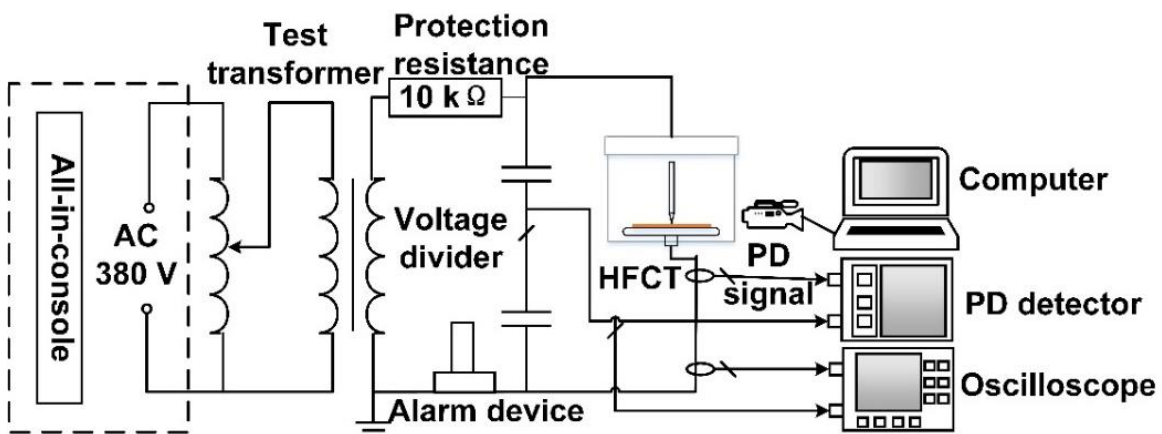 All-in-console
AC
380 V
Test
transformer
Protection
resistance
10 k Ω
Voltage
divider
Alarm device
HFCT
PD
signal
Computer
PD detector
Oscilloscope